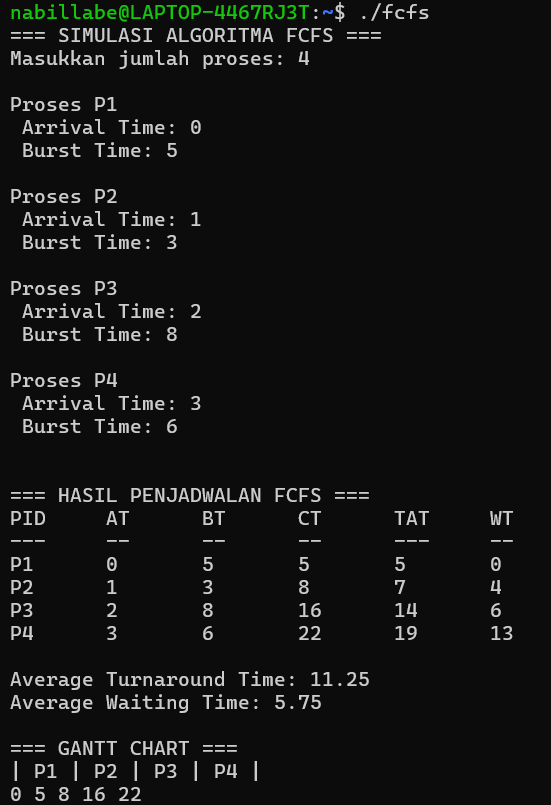 nabillabe@LAPTOP-4467RJ3T:~$ ./fcfs
=== SIMULASI ALGORITMA FCFS ===
Masukkan jumlah proses: 4
Proses P1
Arrival Time: 0
Burst Time: 5
Proses P2
Arrival Time: 1
Burst Time: 3
Proses P3
Arrival Time: 2
Burst Time: 8
Proses P4
Arrival Time: 3
Burst Time: 6
=== HASIL PENJADWALAN FCFS ===
PID AT BT CT TAT WT
--- -- -- -- --- --
P1 0 5 5 5 0
P2 1 3 8 7 4
P3 2 8 16 14 6
P4 3 6 22 19 13
Average Turnaround Time: 11.25
Average Waiting Time: 5.75
=== GANTT CHART ===
| P1 | P2 | P3 | P4 |
0 5 8 16 22